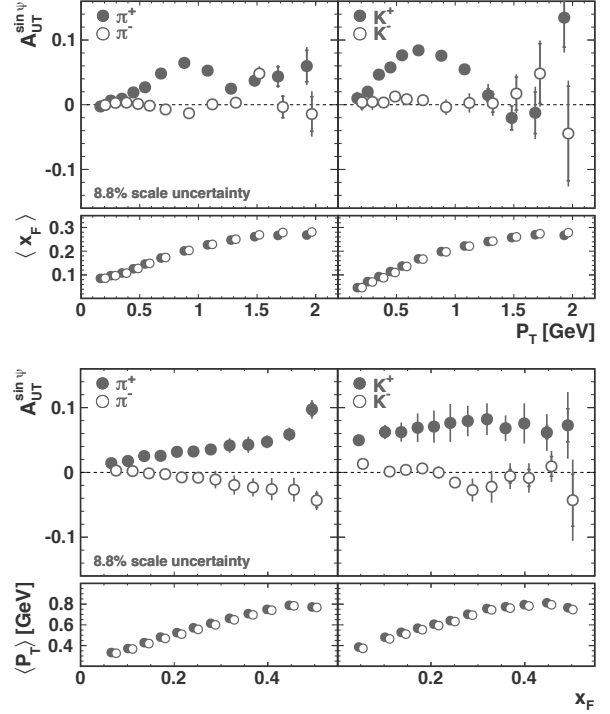 A_UT^sin ψ
π⁺ K⁺
π⁻ K⁻
0.1
0
-0.1
8.8% scale uncertainty
⟨ x_F ⟩
0.3
0.2
0.1
0 0.5 1 1.5 2 0.5 1 1.5 2
P_T [GeV]
A_UT^sin ψ
π⁺ K⁺
π⁻ K⁻
0.1
0
-0.1
8.8% scale uncertainty
⟨P_T⟩ [GeV]
0.8
0.6
0.4
0 0.2 0.4 0.2 0.4
x_F